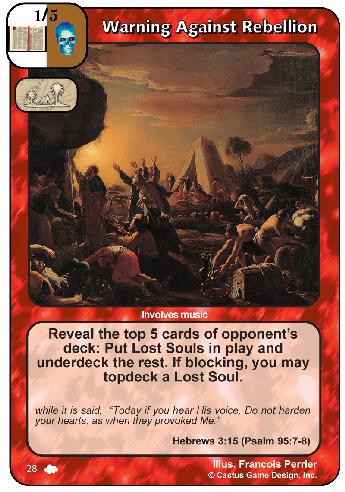 1/5
Warning Against Rebellion
Involves music
Reveal the top 5 cards of opponent's
deck: Put Lost Souls in play and
underdeck the rest. If blocking, you may
topdeck a Lost Soul.
while it is said, "Today if you hear His voice, Do not harden
your hearts, as when they provoked Me."
Hebrews 3:15 (Psalm 95:7-8)
28
Illus. Francois Perrier
© Cactus Game Design, Inc.